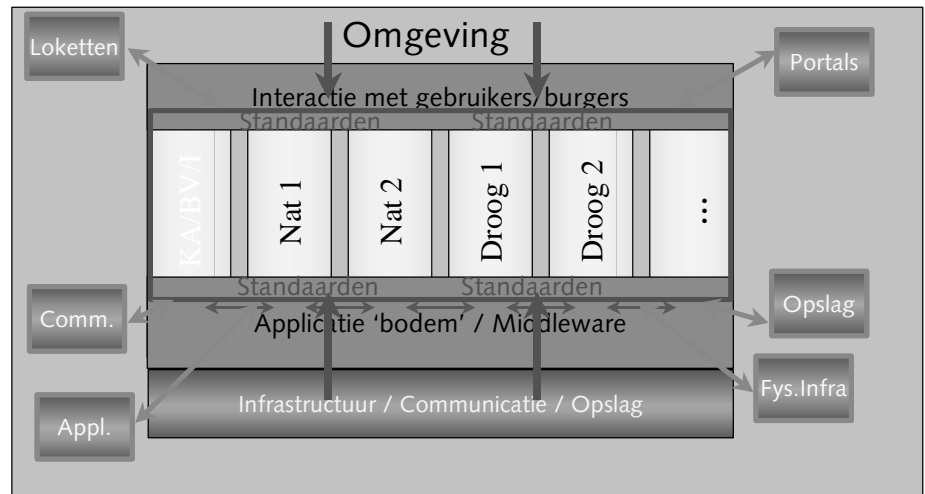 Omgeving
Loketten
Portals
Interactie met gebruikers/burgers
Standaarden Standaarden
KA/BV/I
Nat 1
Nat 2
Droog 1
Droog 2
...
Standaarden Standaarden
Comm.
Opslag
Applicatie ‘bodem’ / Middleware
Fys.Infra
Infrastructuur / Communicatie / Opslag
Appl.